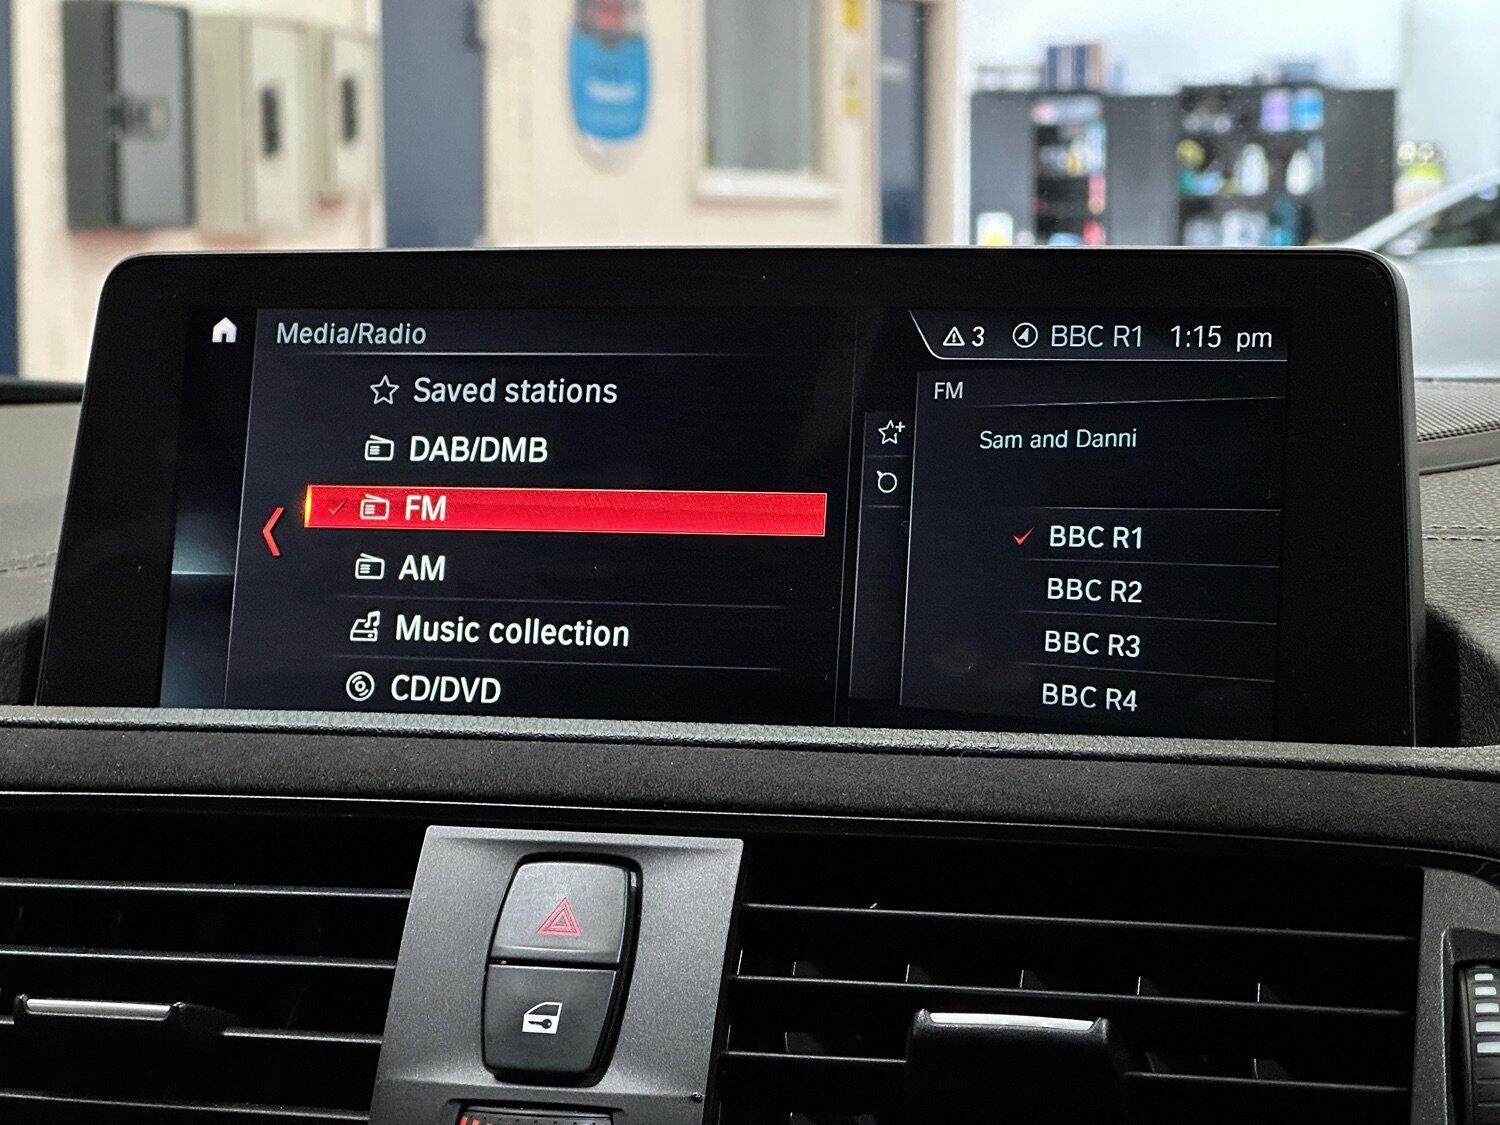 Media/Radio
3 BBC R1 1:15 pm
Saved stations
DAB/DMB
FM
AM
Music collection
CD/DVD
FM
Sam and Danni
BBC R1
BBC R2
BBC R3
BBC R4